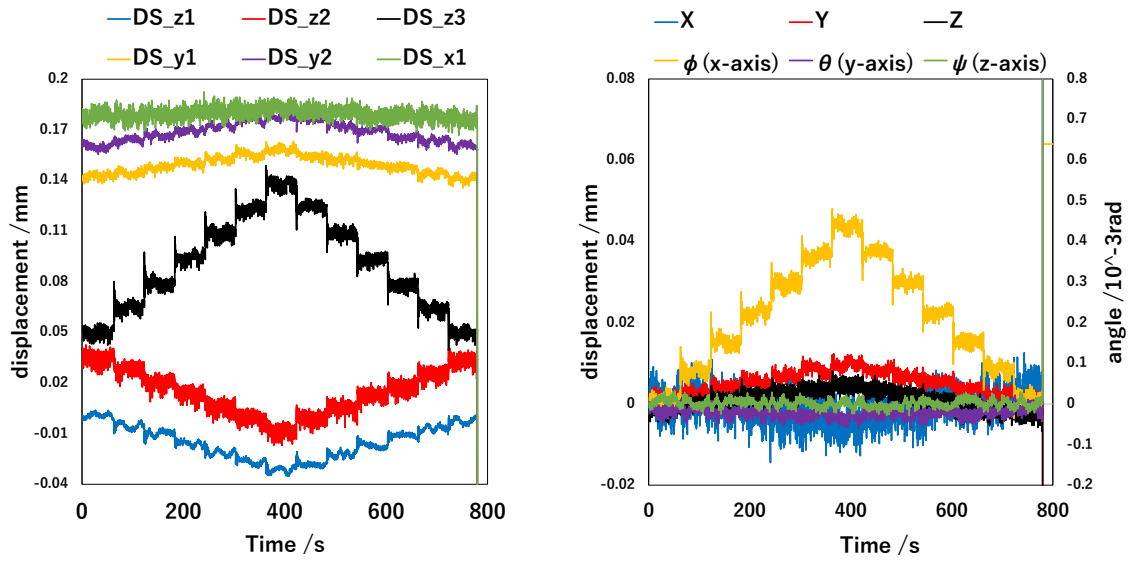 DS_z1 DS_z2 DS_z3
DS_y1 DS_y2 DS_x1
0.2
0.17
0.14
0.11
0.08
0.05
0.02
-0.01
-0.04
displacement /mm
0 200 400 600 800
Time /s
X Y Z
ϕ (x-axis) θ (y-axis) ψ (z-axis)
0.08
0.06
0.04
0.02
0
-0.02
displacement /mm
0.8
0.7
0.6
0.5
0.4
0.3
0.2
0.1
0
-0.1
-0.2
angle /10^-3rad
0 200 400 600 800
Time /s